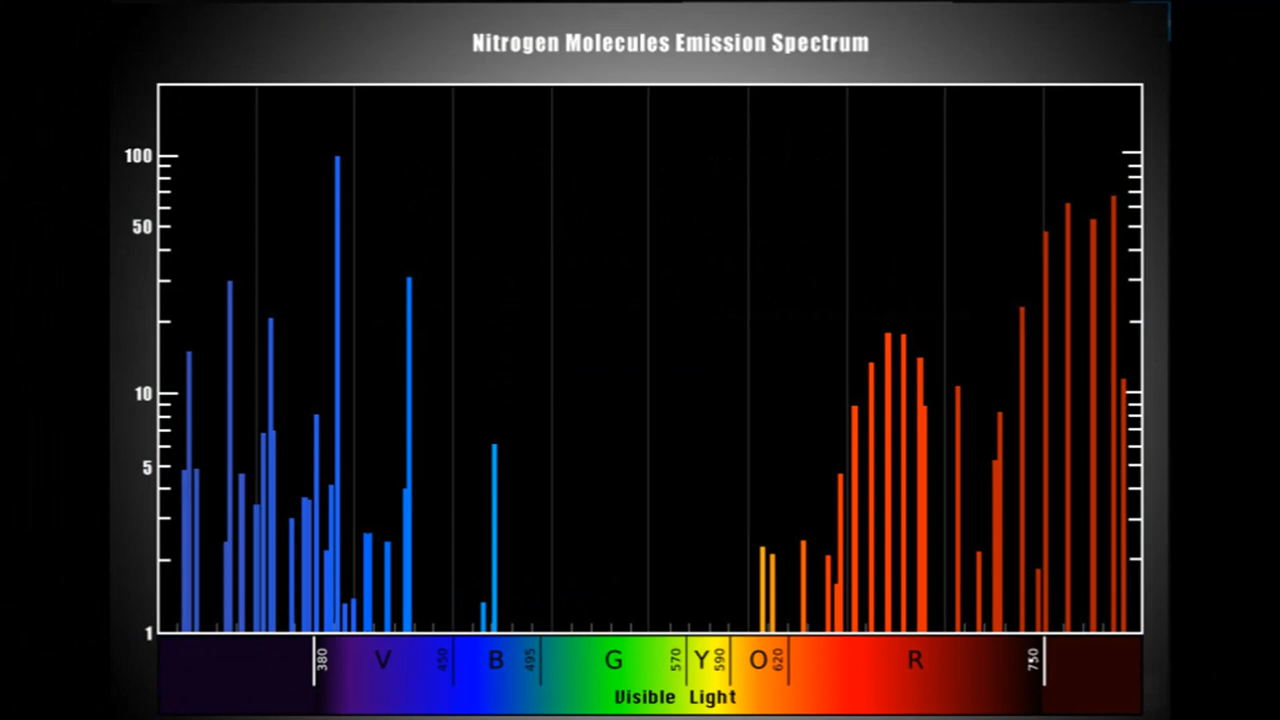 Nitrogen Molecules Emission Spectrum
100
50
10
5
1
380 V 450 B 495 G 570 Y 590 O 620 R 750
Visible Light